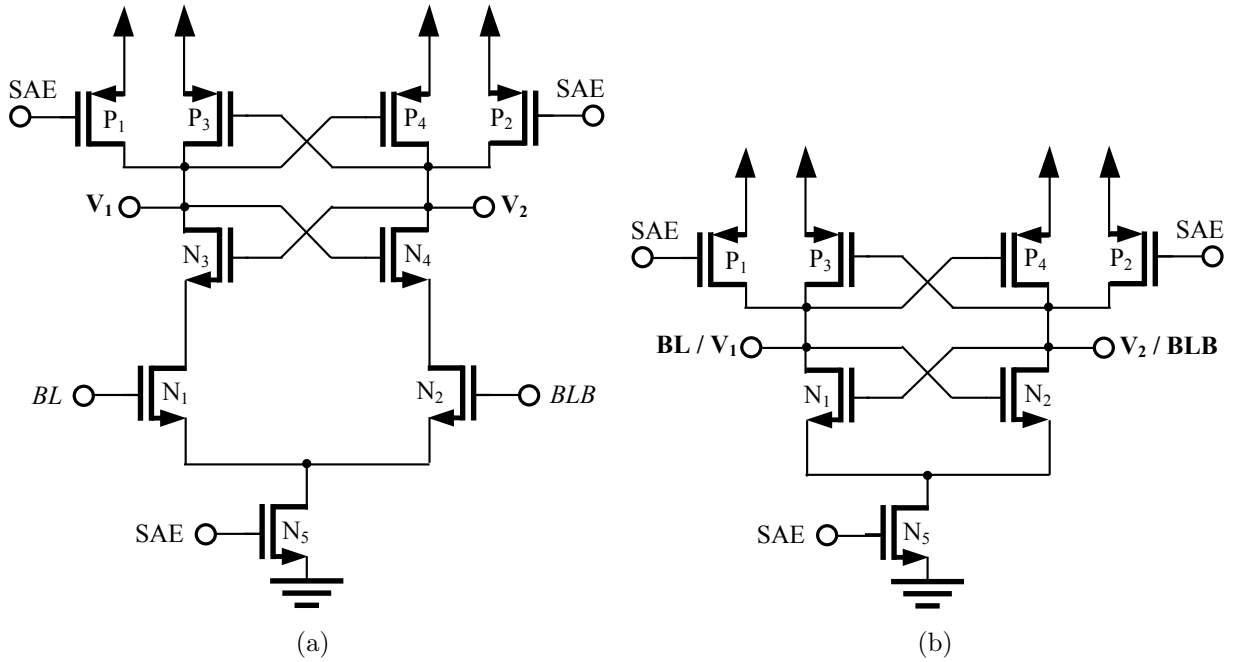 SAE
P1
P3
P4
P2
SAE
V1
V2
N3
N4
BL
N1
N2
BLB
SAE
N5
(a)
SAE
P1
P3
P4
P2
SAE
BL / V1
V2 / BLB
N1
N2
SAE
N5
(b)